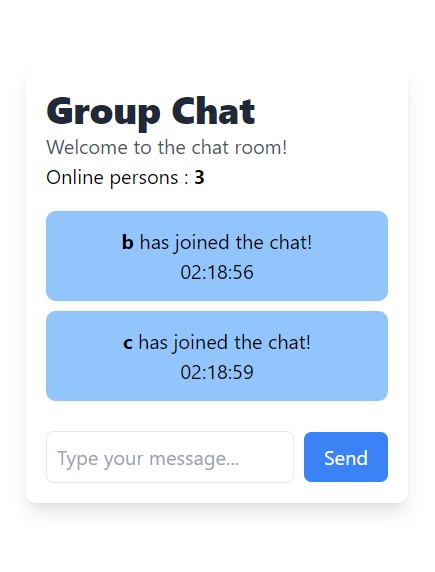 Group Chat
Welcome to the chat room!
Online persons : 3
b has joined the chat!
02:18:56
c has joined the chat!
02:18:59
Type your message...
Send